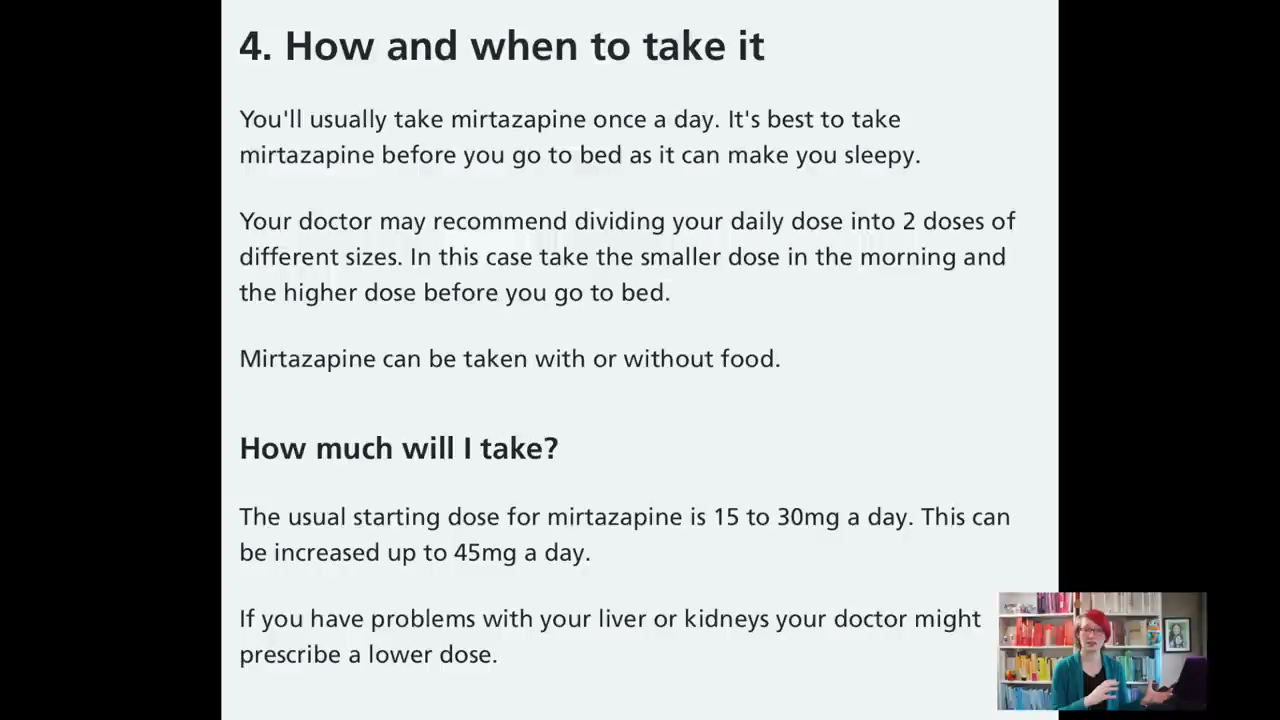 4. How and when to take it
You'll usually take mirtazapine once a day. It's best to take
mirtazapine before you go to bed as it can make you sleepy.
Your doctor may recommend dividing your daily dose into 2 doses of
different sizes. In this case take the smaller dose in the morning and
the higher dose before you go to bed.
Mirtazapine can be taken with or without food.
How much will I take?
The usual starting dose for mirtazapine is 15 to 30mg a day. This can
be increased up to 45mg a day.
If you have problems with your liver or kidneys your doctor might
prescribe a lower dose.